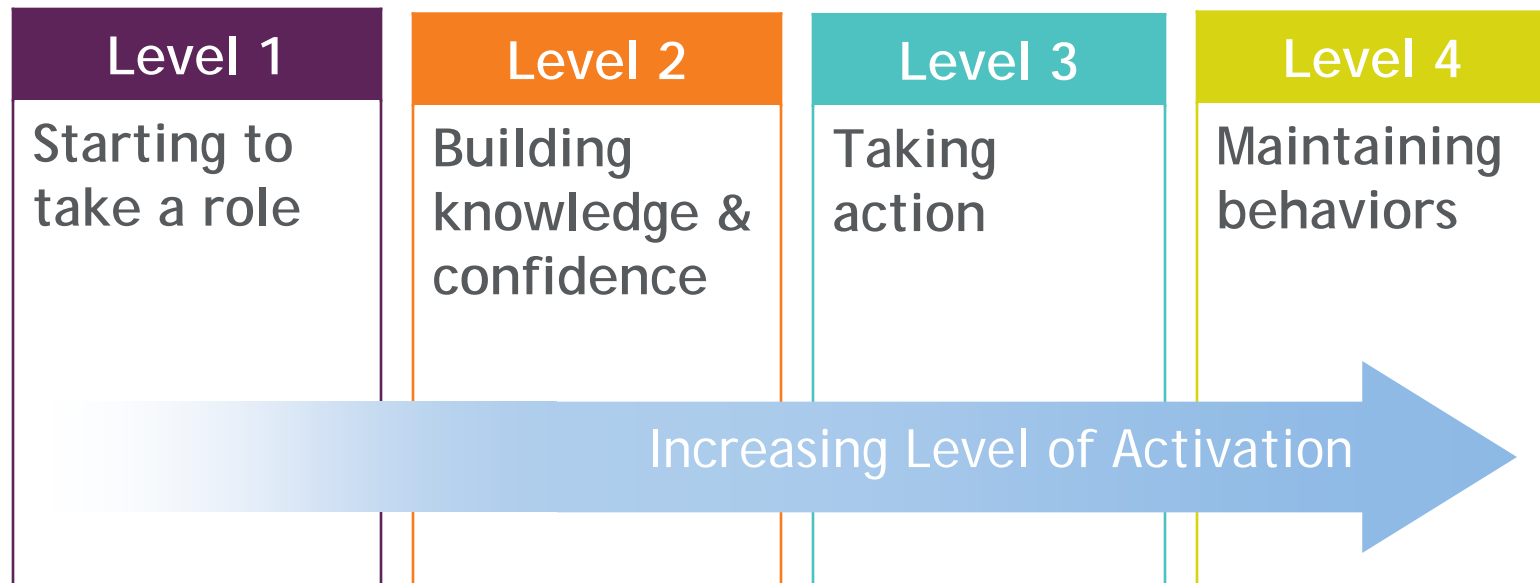 Level 1
Starting to
take a role
Level 2
Building
knowledge &
confidence
Level 3
Taking
action
Level 4
Maintaining
behaviors
Increasing Level of Activation